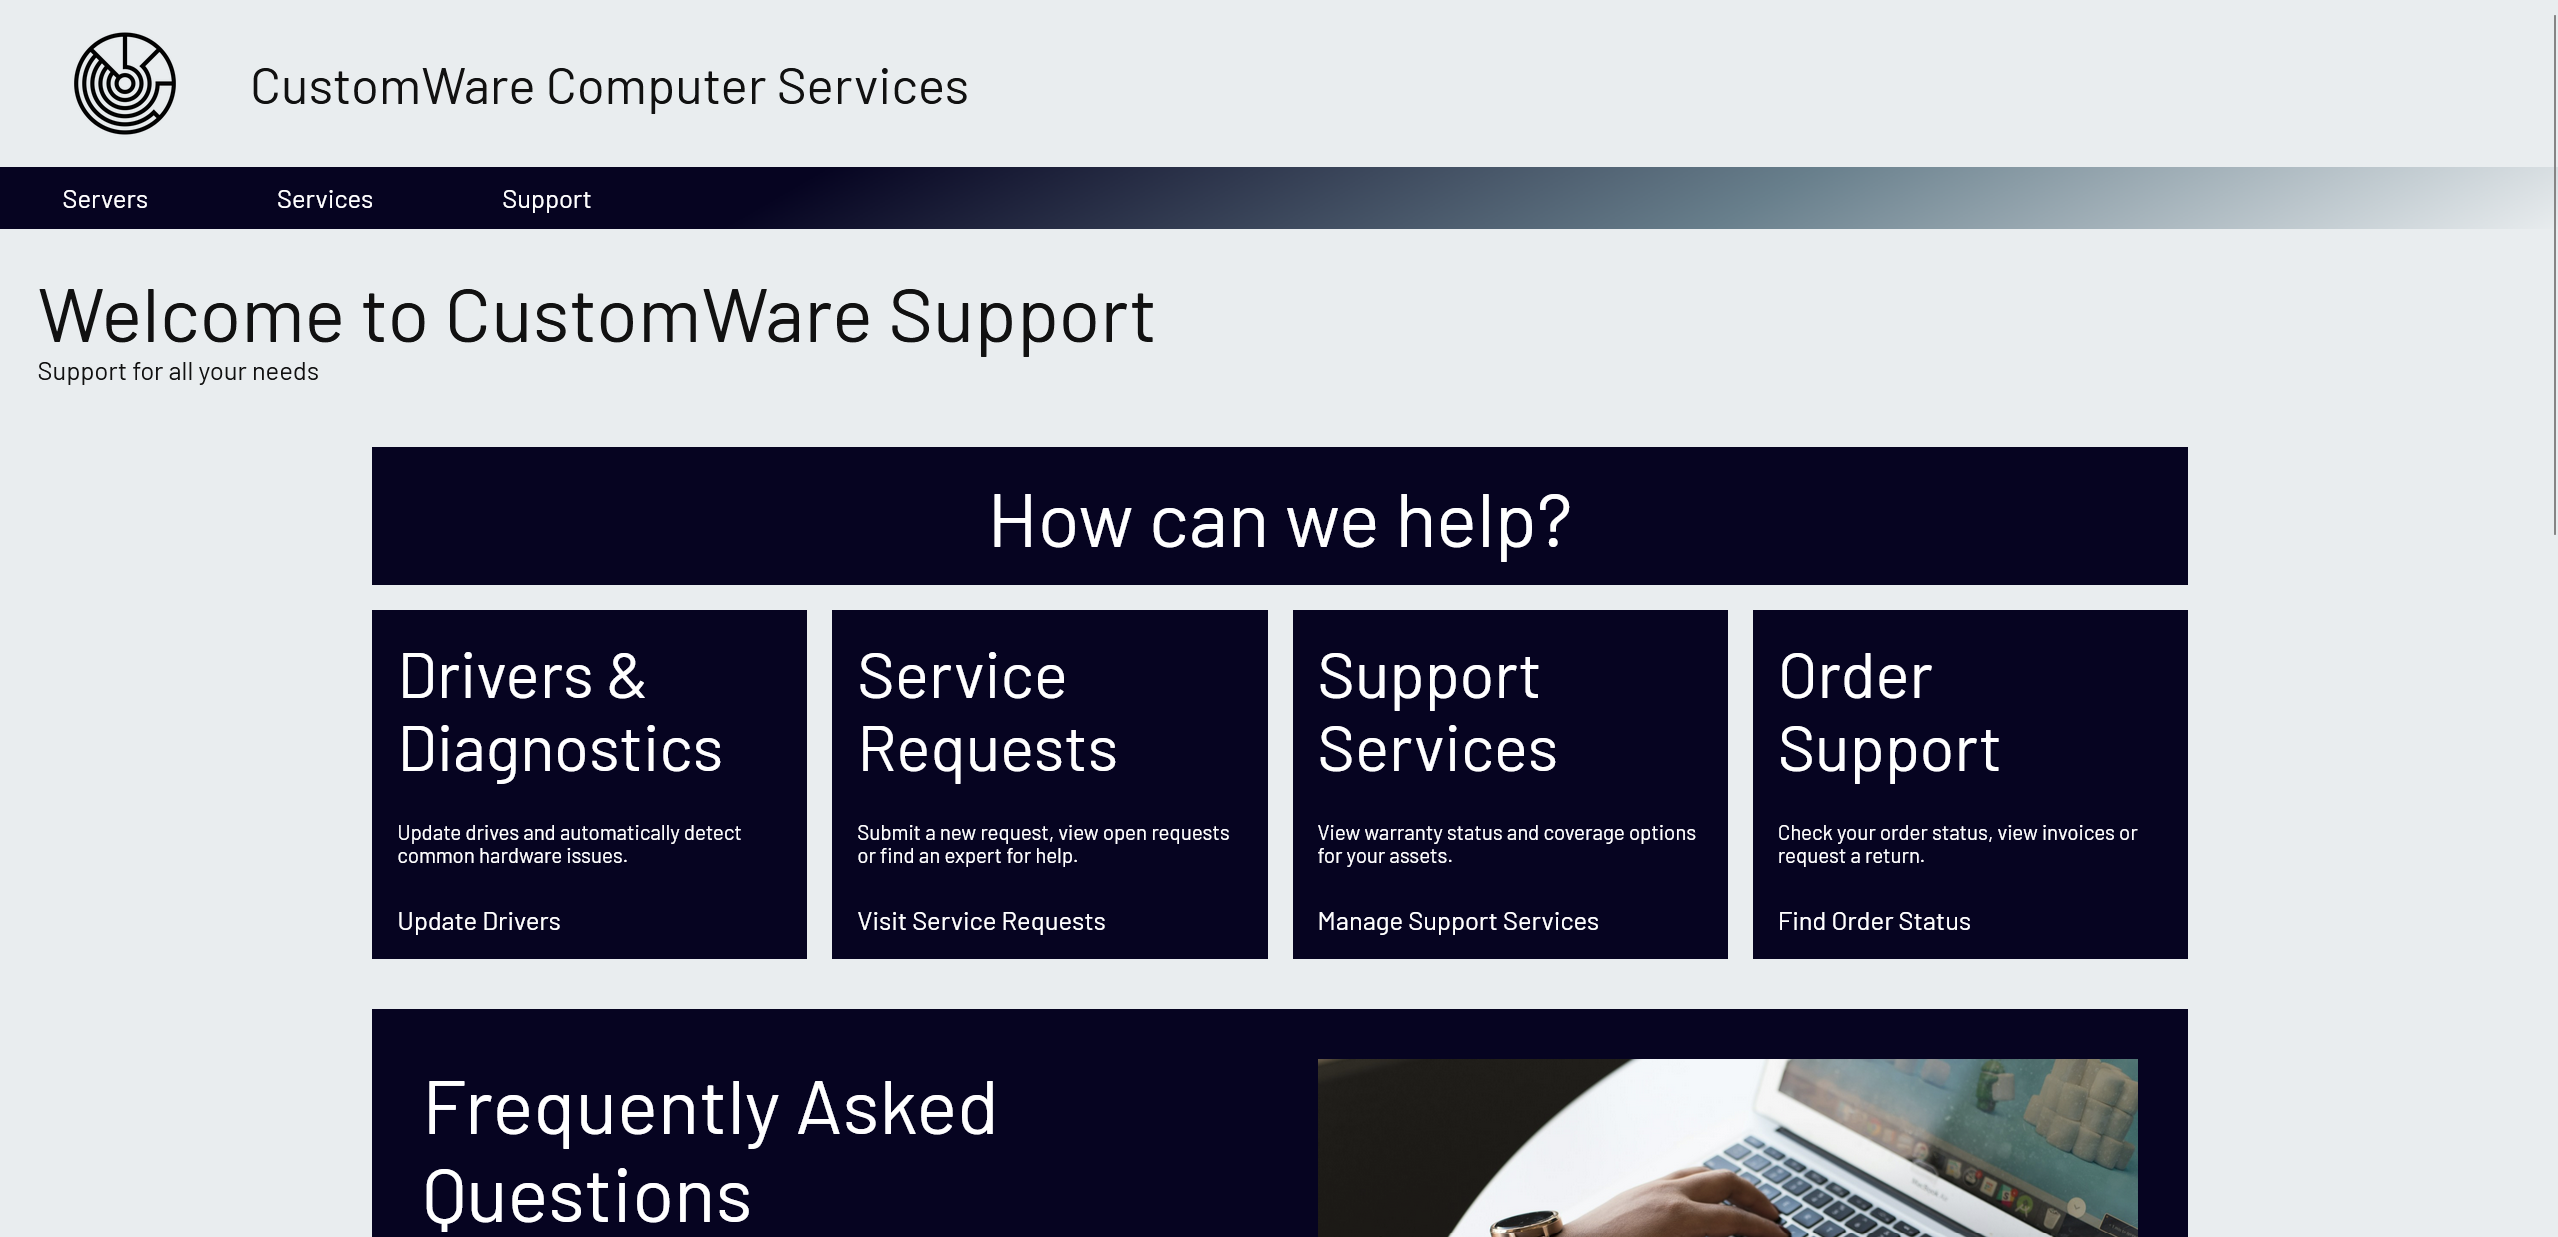 CustomWare Computer Services
Servers
Services
Support
Welcome to CustomWare Support
Support for all your needs
How can we help?
Drivers &
Diagnostics
Update drives and automatically detect
common hardware issues.
Update Drivers
Service
Requests
Submit a new request, view open requests
or find an expert for help.
Visit Service Requests
Support
Services
View warranty status and coverage options
for your assets.
Manage Support Services
Order
Support
Check your order status, view invoices or
request a return.
Find Order Status
Frequently Asked
Questions
MacBook Air